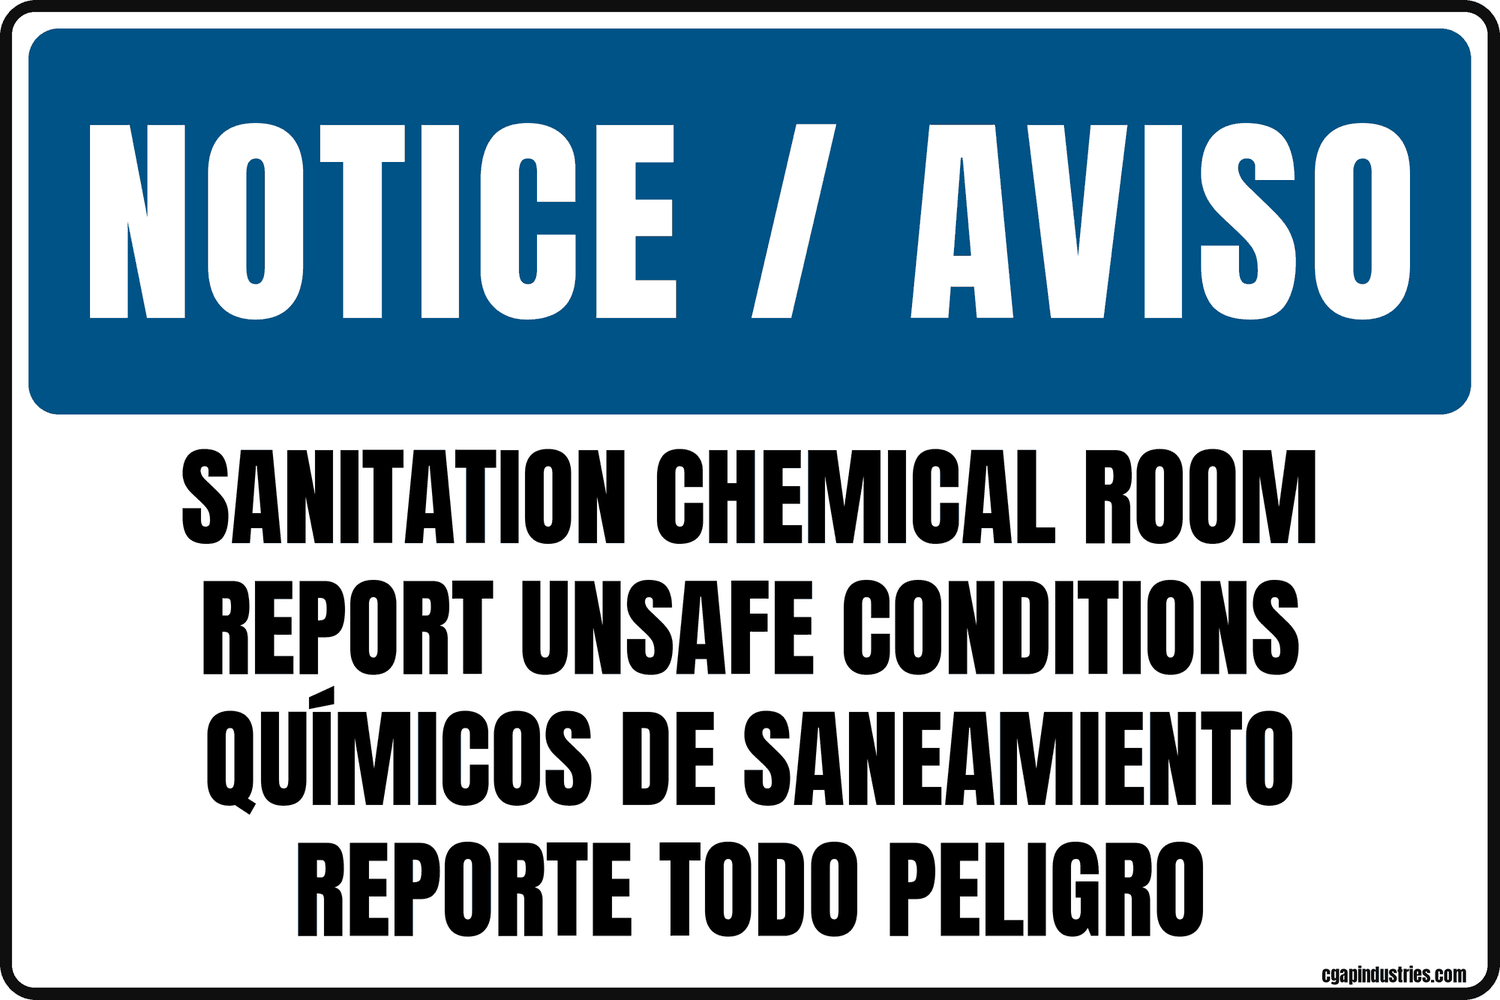 NOTICE / AVISO
SANITATION CHEMICAL ROOM
REPORT UNSAFE CONDITIONS
QUÍMICOS DE SANEAMIENTO
REPORTE TODO PELIGRO
cgapindustries.com